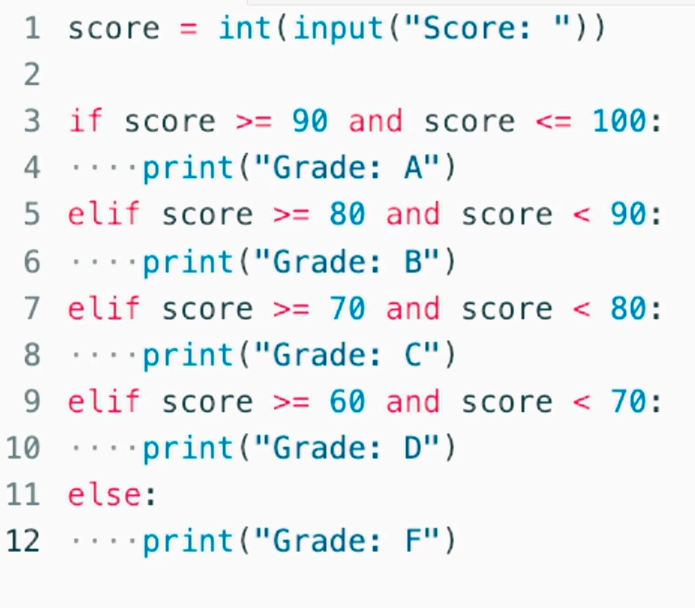 1 score = int(input("Score: "))
2
3 if score >= 90 and score <= 100:
4 ····print("Grade: A")
5 elif score >= 80 and score < 90:
6 ····print("Grade: B")
7 elif score >= 70 and score < 80:
8 ····print("Grade: C")
9 elif score >= 60 and score < 70:
10 ····print("Grade: D")
11 else:
12 ····print("Grade: F")